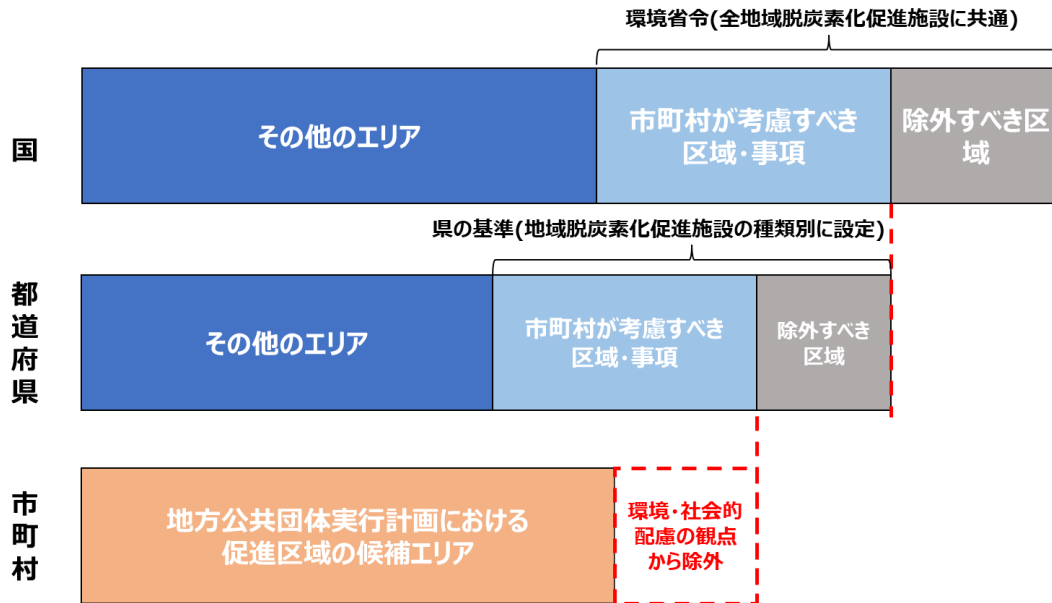 環境省令(全地域脱炭素化促進施設に共通)
国
その他のエリア
市町村が考慮すべき
区域・事項
除外すべき区
域
県の基準(地域脱炭素化促進施設の種類別に設定)
都道府県
その他のエリア
市町村が考慮すべき
区域・事項
除外すべき
区域
市町村
地方公共団体実行計画における
促進区域の候補エリア
環境・社会的
配慮の観点
から除外